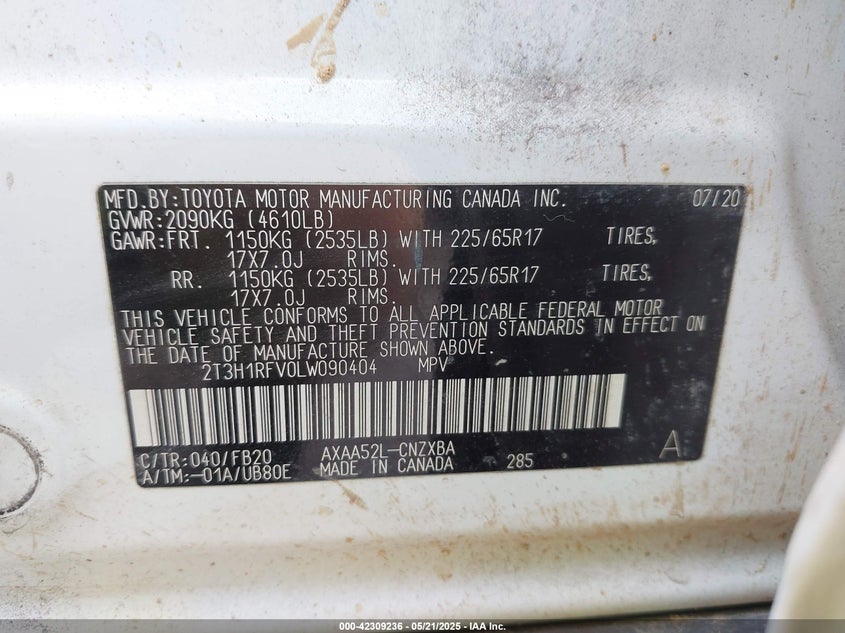 MFD.BY:TOYOTA MOTOR MANUFACTURING CANADA INC. 07/20
GVWR:2090KG (4610LB)
GAWR:FRT. 1150KG (2535LB) WITH 225/65R17 TIRES,
17X7.0J RIMS.
RR. 1150KG (2535LB) WITH 225/65R17 TIRES,
17X7.0J RIMS.
THIS VEHICLE CONFORMS TO ALL APPLICABLE FEDERAL MOTOR
VEHICLE SAFETY AND THEFT PREVENTION STANDARDS IN EFFECT ON
THE DATE OF MANUFACTURE SHOWN ABOVE.
2T3H1RFV0LW090404 MPV
C/TR:040/FB20 AXAA52L-CNZXBA A
A/TM:-01A/UB80E MADE IN CANADA 285
000-42309236 - 05/21/2025 - IAA Inc.